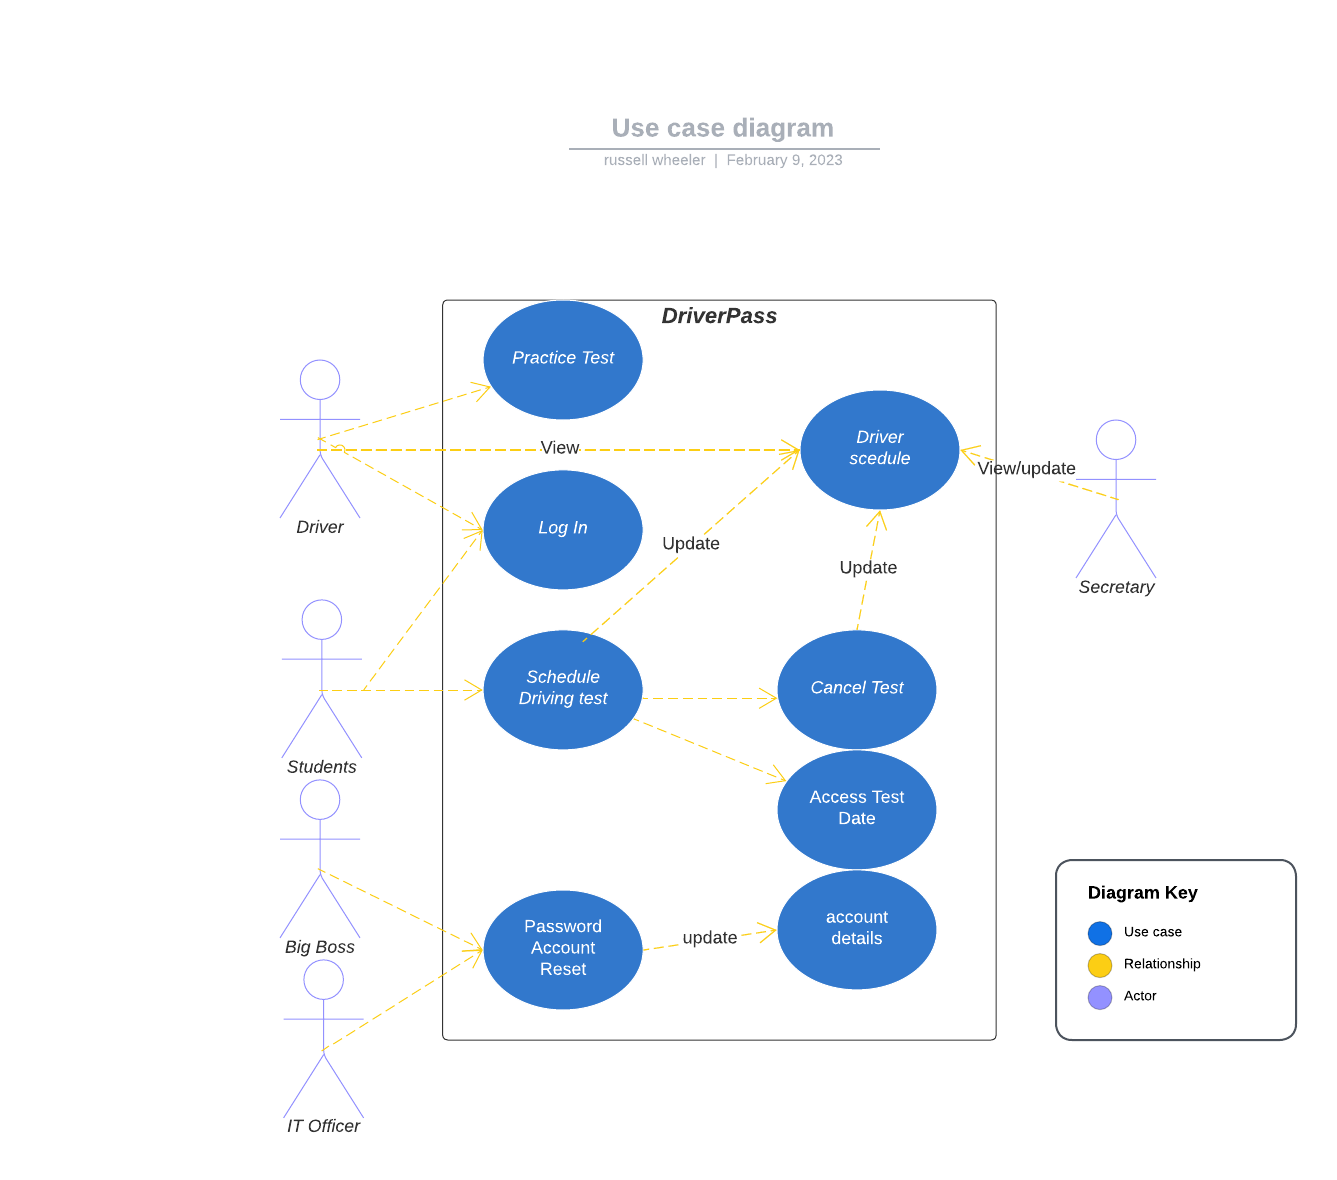 Use case diagram
russell wheeler | February 9, 2023
DriverPass
Practice Test
Driver
scedule
View
View/update
Log In
Driver
Update
Update
Secretary
Schedule
Driving test
Cancel Test
Students
Access Test
Date
Big Boss
Password
Account
Reset
update
account
details
IT Officer
Diagram Key
Use case
Relationship
Actor